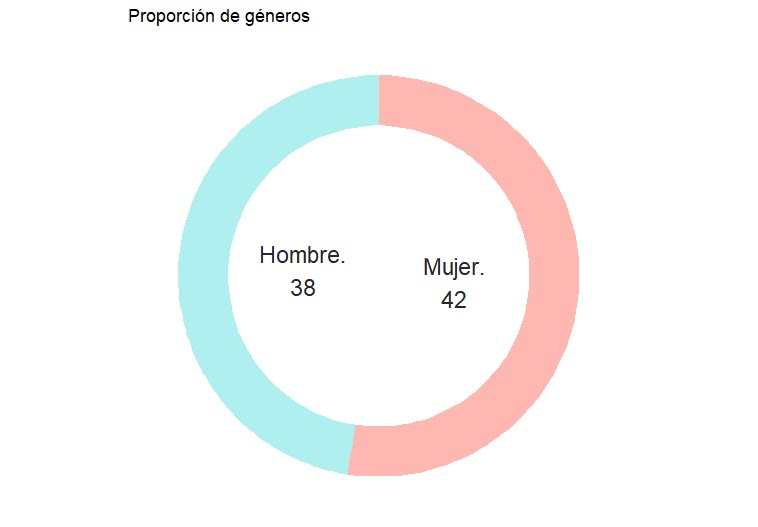 Proporción de géneros
Hombre.
38
Mujer.
42